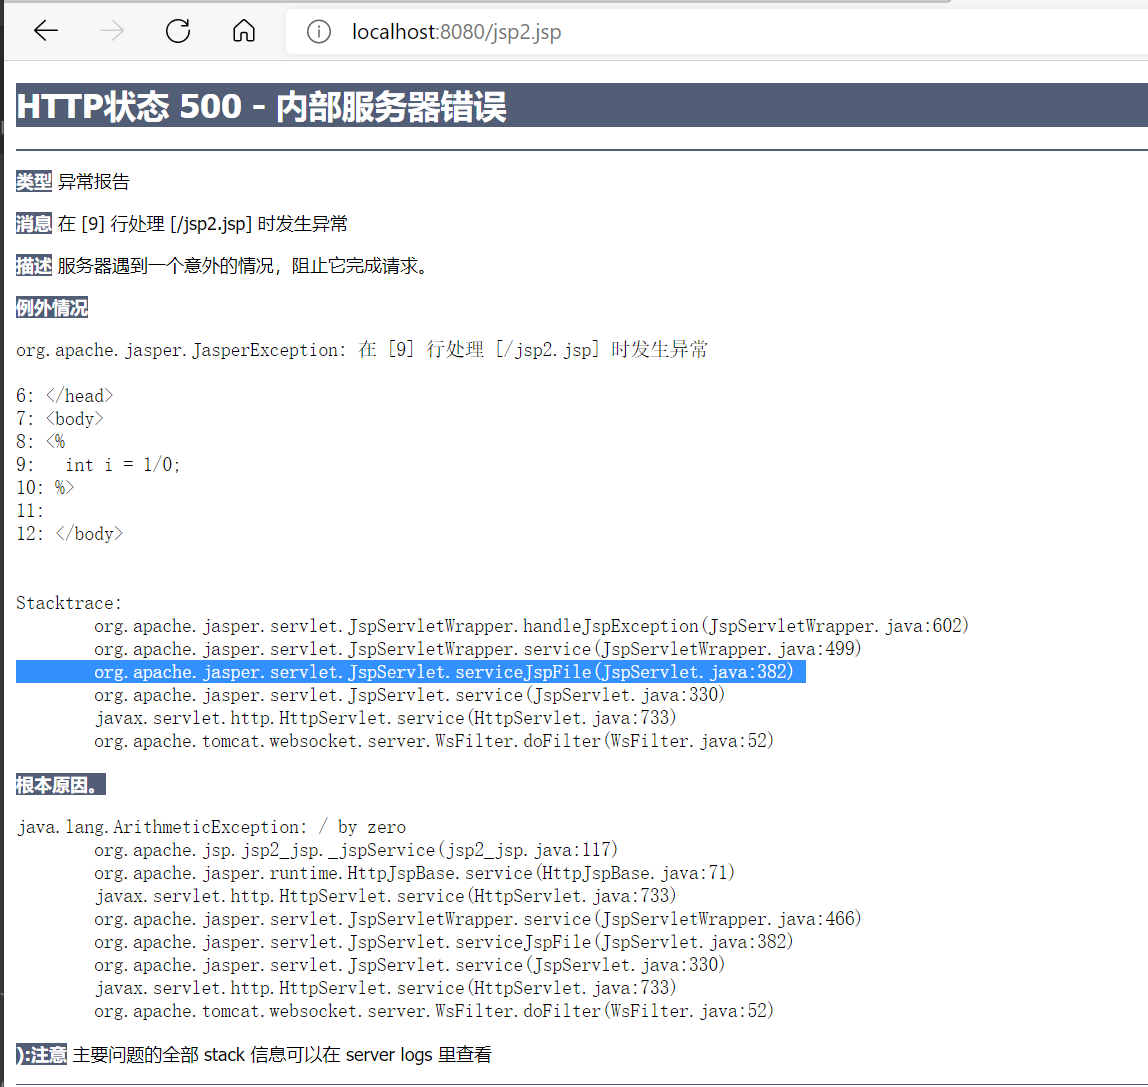 localhost:8080/jsp2.jsp
HTTP状态 500 - 内部服务器错误
类型 异常报告
消息 在 [9] 行处理 [/jsp2.jsp] 时发生异常
描述 服务器遇到一个意外的情况，阻止它完成请求。
例外情况
org.apache.jasper.JasperException: 在 [9] 行处理 [/jsp2.jsp] 时发生异常
6: </head>
7: <body>
8: <%
9:   int i = 1/0;
10: %>
11:
12: </body>
Stacktrace:
org.apache.jasper.servlet.JspServletWrapper.handleJspException(JspServletWrapper.java:602)
org.apache.jasper.servlet.JspServletWrapper.service(JspServletWrapper.java:499)
org.apache.jasper.servlet.JspServlet.serviceJspFile(JspServlet.java:382)
org.apache.jasper.servlet.JspServlet.service(JspServlet.java:330)
javax.servlet.http.HttpServlet.service(HttpServlet.java:733)
org.apache.tomcat.websocket.server.WsFilter.doFilter(WsFilter.java:52)
根本原因。
java.lang.ArithmeticException: / by zero
org.apache.jsp.jsp2_jsp._jspService(jsp2_jsp.java:117)
org.apache.jasper.runtime.HttpJspBase.service(HttpJspBase.java:71)
javax.servlet.http.HttpServlet.service(HttpServlet.java:733)
org.apache.jasper.servlet.JspServletWrapper.service(JspServletWrapper.java:466)
org.apache.jasper.servlet.JspServlet.serviceJspFile(JspServlet.java:382)
org.apache.jasper.servlet.JspServlet.service(JspServlet.java:330)
javax.servlet.http.HttpServlet.service(HttpServlet.java:733)
org.apache.tomcat.websocket.server.WsFilter.doFilter(WsFilter.java:52)
):注意 主要问题的全部 stack 信息可以在 server logs 里查看